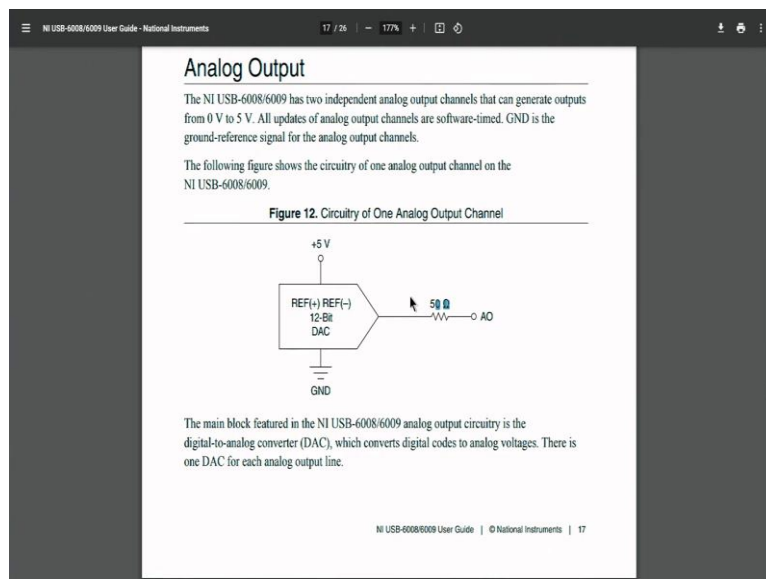 NI USB-6008/6009 User Guide - National Instruments
17 / 26 | − 177% + |
Analog Output
The NI USB-6008/6009 has two independent analog output channels that can generate outputs
from 0 V to 5 V. All updates of analog output channels are software-timed. GND is the
ground-reference signal for the analog output channels.
The following figure shows the circuitry of one analog output channel on the
NI USB-6008/6009.
Figure 12. Circuitry of One Analog Output Channel
+5 V
REF(+) REF(–)
12-Bit
DAC
50 Ω
AO
GND
The main block featured in the NI USB-6008/6009 analog output circuitry is the
digital-to-analog converter (DAC), which converts digital codes to analog voltages. There is
one DAC for each analog output line.
NI USB-6008/6009 User Guide | © National Instruments | 17